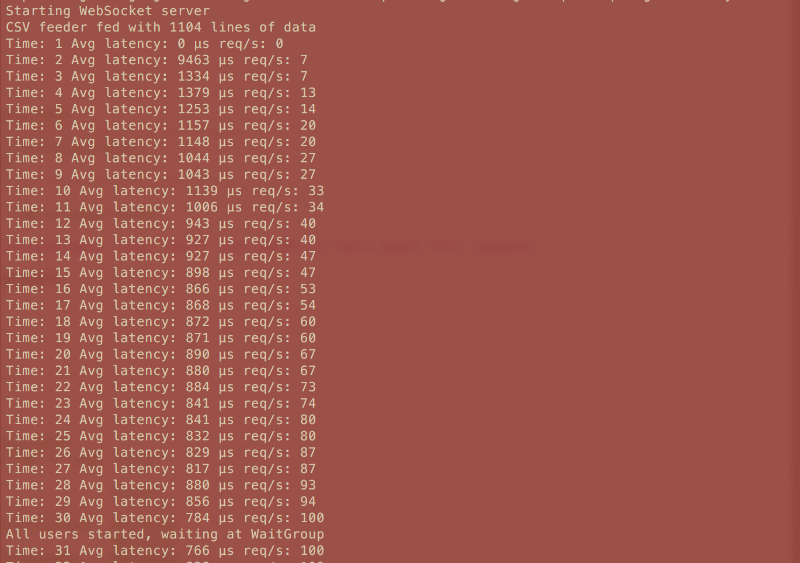 Starting WebSocket server
CSV feeder fed with 1104 lines of data
Time: 1 Avg latency: 0 μs req/s: 0
Time: 2 Avg latency: 9463 μs req/s: 7
Time: 3 Avg latency: 1334 μs req/s: 7
Time: 4 Avg latency: 1379 μs req/s: 13
Time: 5 Avg latency: 1253 μs req/s: 14
Time: 6 Avg latency: 1157 μs req/s: 20
Time: 7 Avg latency: 1148 μs req/s: 20
Time: 8 Avg latency: 1044 μs req/s: 27
Time: 9 Avg latency: 1043 μs req/s: 27
Time: 10 Avg latency: 1139 μs req/s: 33
Time: 11 Avg latency: 1006 μs req/s: 34
Time: 12 Avg latency: 943 μs req/s: 40
Time: 13 Avg latency: 927 μs req/s: 40
Time: 14 Avg latency: 927 μs req/s: 47
Time: 15 Avg latency: 898 μs req/s: 47
Time: 16 Avg latency: 866 μs req/s: 53
Time: 17 Avg latency: 868 μs req/s: 54
Time: 18 Avg latency: 872 μs req/s: 60
Time: 19 Avg latency: 871 μs req/s: 60
Time: 20 Avg latency: 890 μs req/s: 67
Time: 21 Avg latency: 880 μs req/s: 67
Time: 22 Avg latency: 884 μs req/s: 73
Time: 23 Avg latency: 841 μs req/s: 74
Time: 24 Avg latency: 841 μs req/s: 80
Time: 25 Avg latency: 832 μs req/s: 80
Time: 26 Avg latency: 829 μs req/s: 87
Time: 27 Avg latency: 817 μs req/s: 87
Time: 28 Avg latency: 880 μs req/s: 93
Time: 29 Avg latency: 856 μs req/s: 94
Time: 30 Avg latency: 784 μs req/s: 100
All users started, waiting at WaitGroup
Time: 31 Avg latency: 766 μs req/s: 100